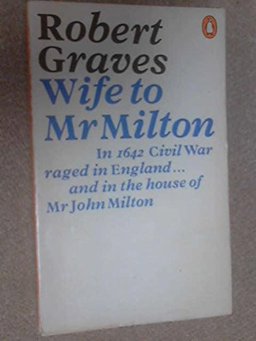 Robert
Graves
Wife to
Mr Milton
In 1642 Civil War
raged in England...
and in the house of
Mr John Milton